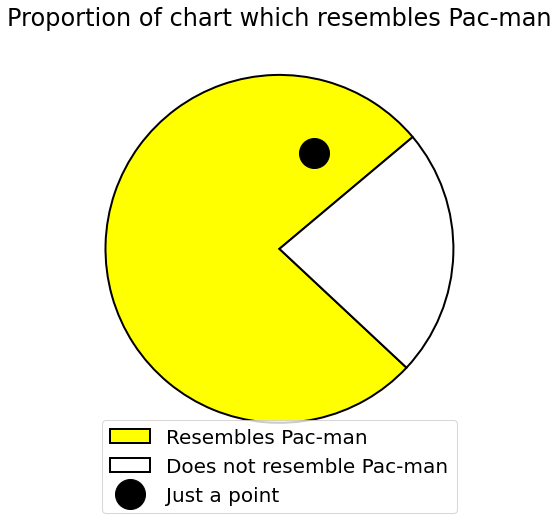 Proportion of chart which resembles Pac-man
Resembles Pac-man
Does not resemble Pac-man
Just a point